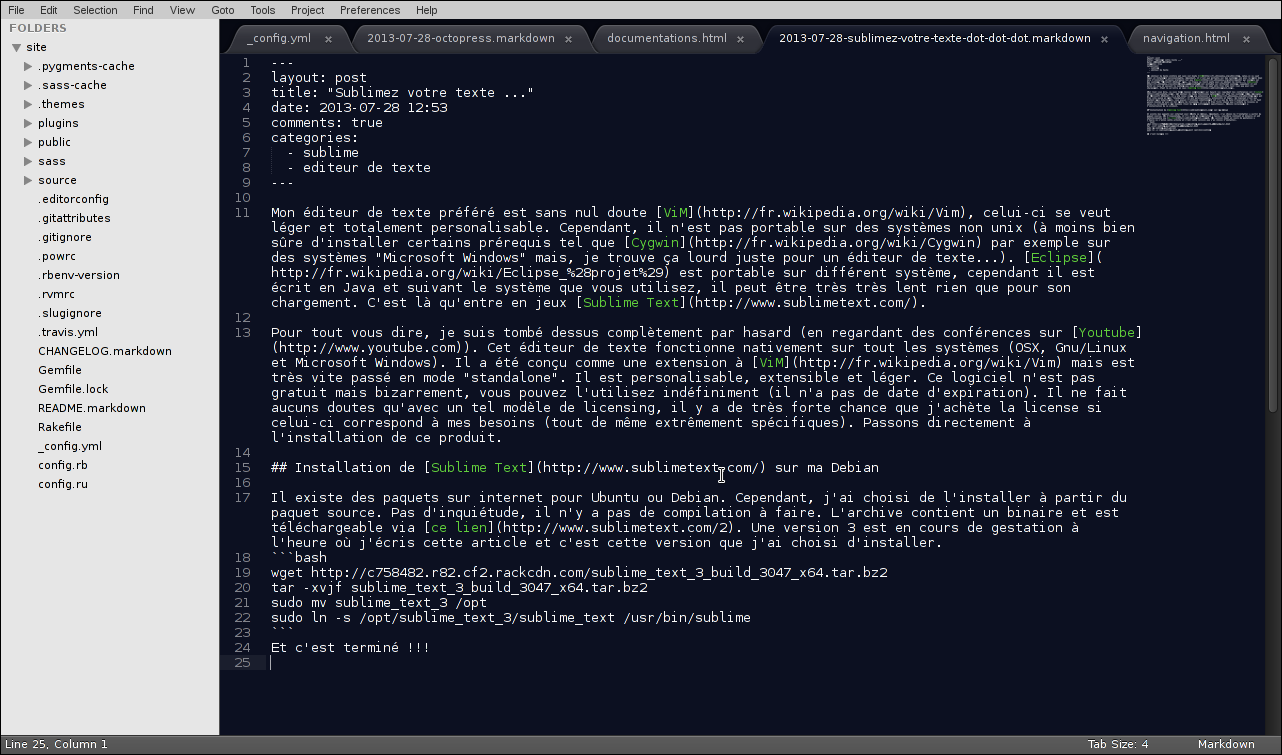 File Edit Selection Find View Goto Tools Project Preferences Help
FOLDERS
site
.pygments-cache
.sass-cache
.themes
plugins
public
sass
source
.editorconfig
.gitattributes
.gitignore
.powrc
.rbenv-version
.rvmrc
.slugignore
.travis.yml
CHANGELOG.markdown
Gemfile
Gemfile.lock
README.markdown
Rakefile
_config.yml
config.rb
config.ru
_config.yml × 2013-07-28-octopress.markdown × documentations.html × 2013-07-28-sublimez-votre-texte-dot-dot-dot.markdown × navigation.html ×
1 ---
2 layout: post
3 title: "Sublimez votre texte ..."
4 date: 2013-07-28 12:53
5 comments: true
6 categories:
7   - sublime
8   - editeur de texte
9 ---
10
11 Mon éditeur de texte préféré est sans nul doute [ViM](http://fr.wikipedia.org/wiki/Vim), celui-ci se veut
léger et totalement personalisable. Cependant, il n'est pas portable sur des systèmes non unix (à moins bien
sûre d'installer certains prérequis tel que [Cygwin](http://fr.wikipedia.org/wiki/Cygwin) par exemple sur
des systèmes "Microsoft Windows" mais, je trouve ça lourd juste pour un éditeur de texte...). [Eclipse](
http://fr.wikipedia.org/wiki/Eclipse_%28projet%29) est portable sur différent système, cependant il est
écrit en Java et suivant le système que vous utilisez, il peut être très très lent rien que pour son
chargement. C'est là qu'entre en jeux [Sublime Text](http://www.sublimetext.com/).
12
13 Pour tout vous dire, je suis tombé dessus complètement par hasard (en regardant des conférences sur [Youtube]
(http://www.youtube.com)). Cet éditeur de texte fonctionne nativement sur tout les systèmes (OSX, Gnu/Linux
et Microsoft Windows). Il a été conçu comme une extension à [ViM](http://fr.wikipedia.org/wiki/Vim) mais est
très vite passé en mode "standalone". Il est personalisable, extensible et léger. Ce logiciel n'est pas
gratuit mais bizarrement, vous pouvez l'utilisez indéfiniment (il n'a pas de date d'expiration). Il ne fait
aucuns doutes qu'avec un tel modèle de licensing, il y a de très forte chance que j'achète la license si
celui-ci correspond à mes besoins (tout de même extrêmement spécifiques). Passons directement à
l'installation de ce produit.
14
15 ## Installation de [Sublime Text](http://www.sublimetext.com/) sur ma Debian
16
17 Il existe des paquets sur internet pour Ubuntu ou Debian. Cependant, j'ai choisi de l'installer à partir du
paquet source. Pas d'inquiétude, il n'y a pas de compilation à faire. L'archive contient un binaire et est
téléchargeable via [ce lien](http://www.sublimetext.com/2). Une version 3 est en cours de gestation à
l'heure où j'écris cette article et c'est cette version que j'ai choisi d'installer.
18 ```bash
19 wget http://c758482.r82.cf2.rackcdn.com/sublime_text_3_build_3047_x64.tar.bz2
20 tar -xvjf sublime_text_3_build_3047_x64.tar.bz2
21 sudo mv sublime_text_3 /opt
22 sudo ln -s /opt/sublime_text_3/sublime_text /usr/bin/sublime
23 ```
24 Et c'est terminé !!!
25
Line 25, Column 1 Tab Size: 4 Markdown